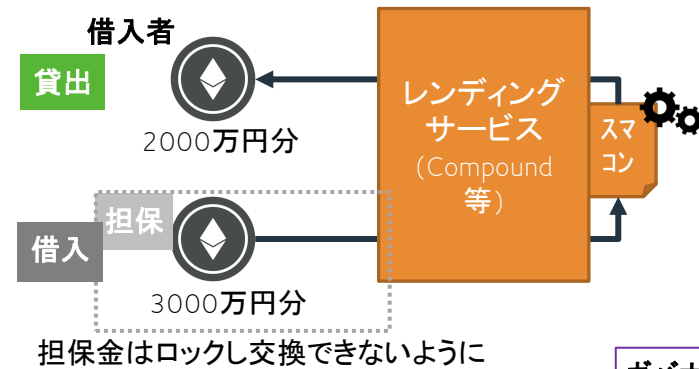 借入者
貸出
2000万円分
レンディング
サービス
(Compound
等)
スマ
コン
担保
借入
3000万円分
担保金はロックし交換できないように